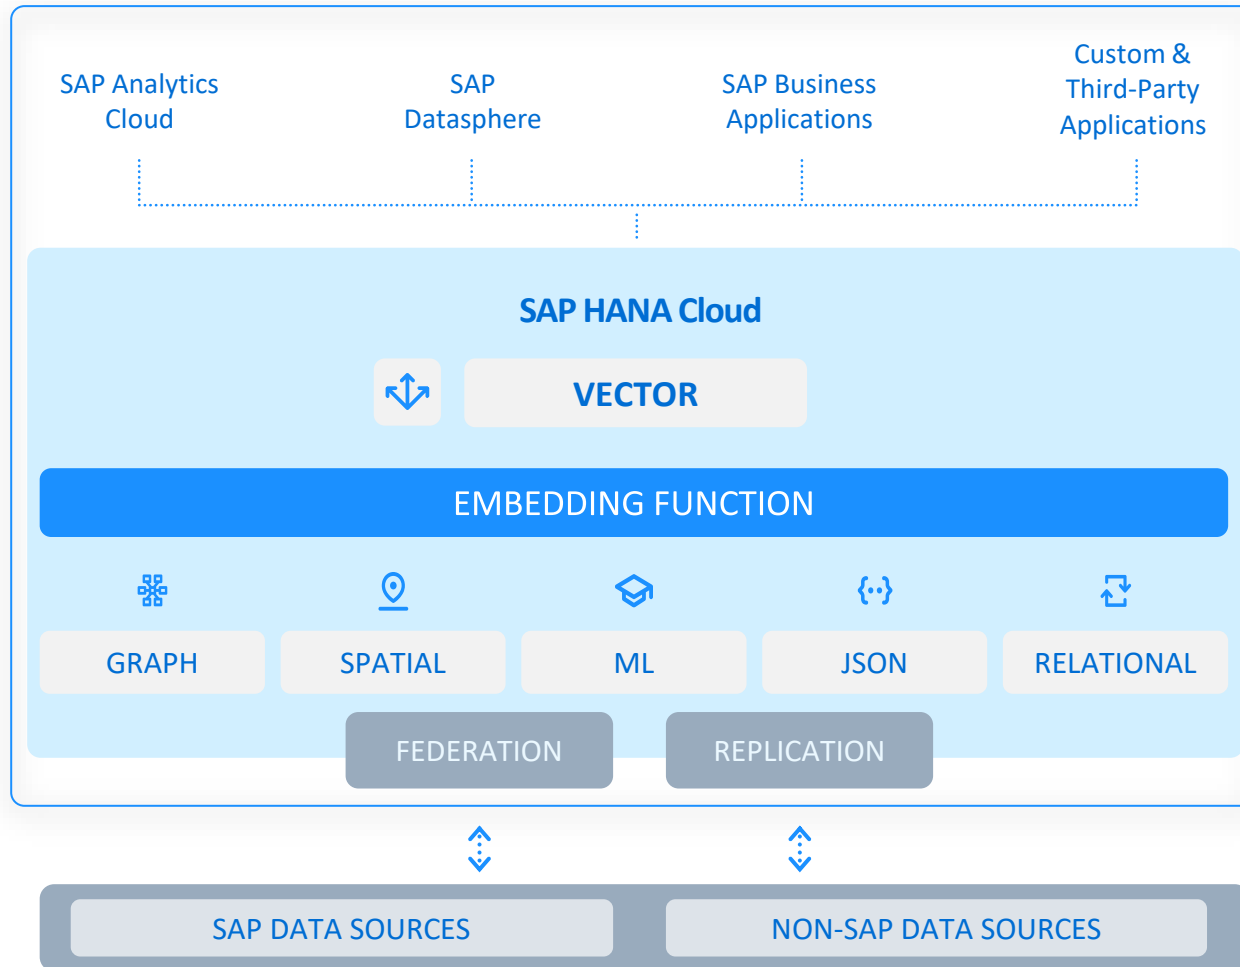 SAP Analytics
Cloud
SAP
Datasphere
SAP Business
Applications
Custom &
Third-Party
Applications
SAP HANA Cloud
VECTOR
EMBEDDING FUNCTION
GRAPH
SPATIAL
ML
JSON
RELATIONAL
FEDERATION
REPLICATION
SAP DATA SOURCES
NON-SAP DATA SOURCES